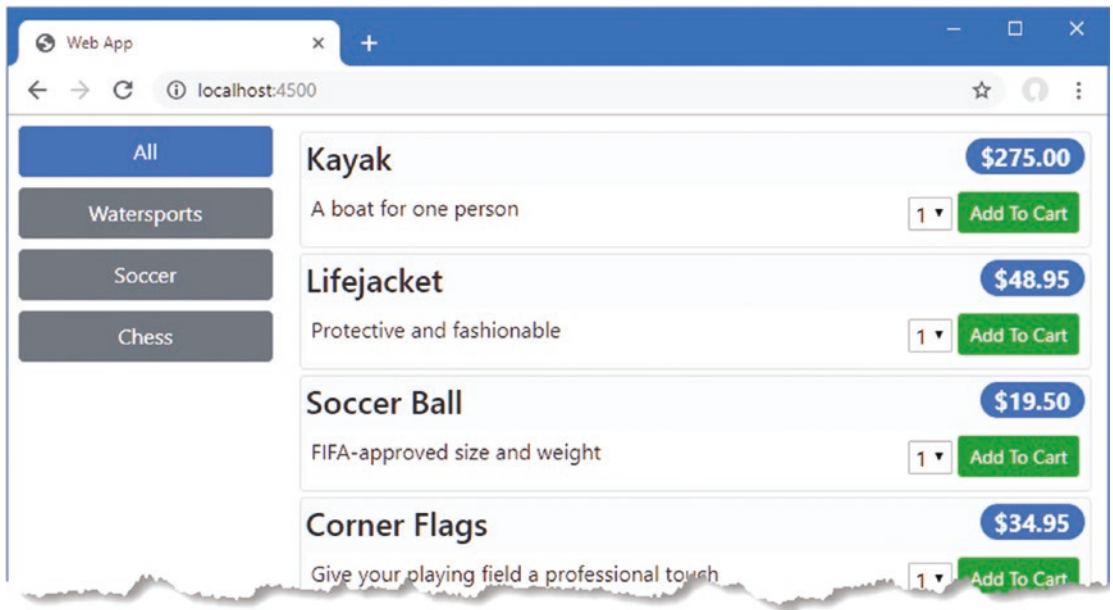 Web App
localhost:4500
All
Watersports
Soccer
Chess
Kayak
$275.00
A boat for one person
1
Add To Cart
Lifejacket
$48.95
Protective and fashionable
1
Add To Cart
Soccer Ball
$19.50
FIFA-approved size and weight
1
Add To Cart
Corner Flags
$34.95
Give your playing field a professional touch
1
Add To Cart